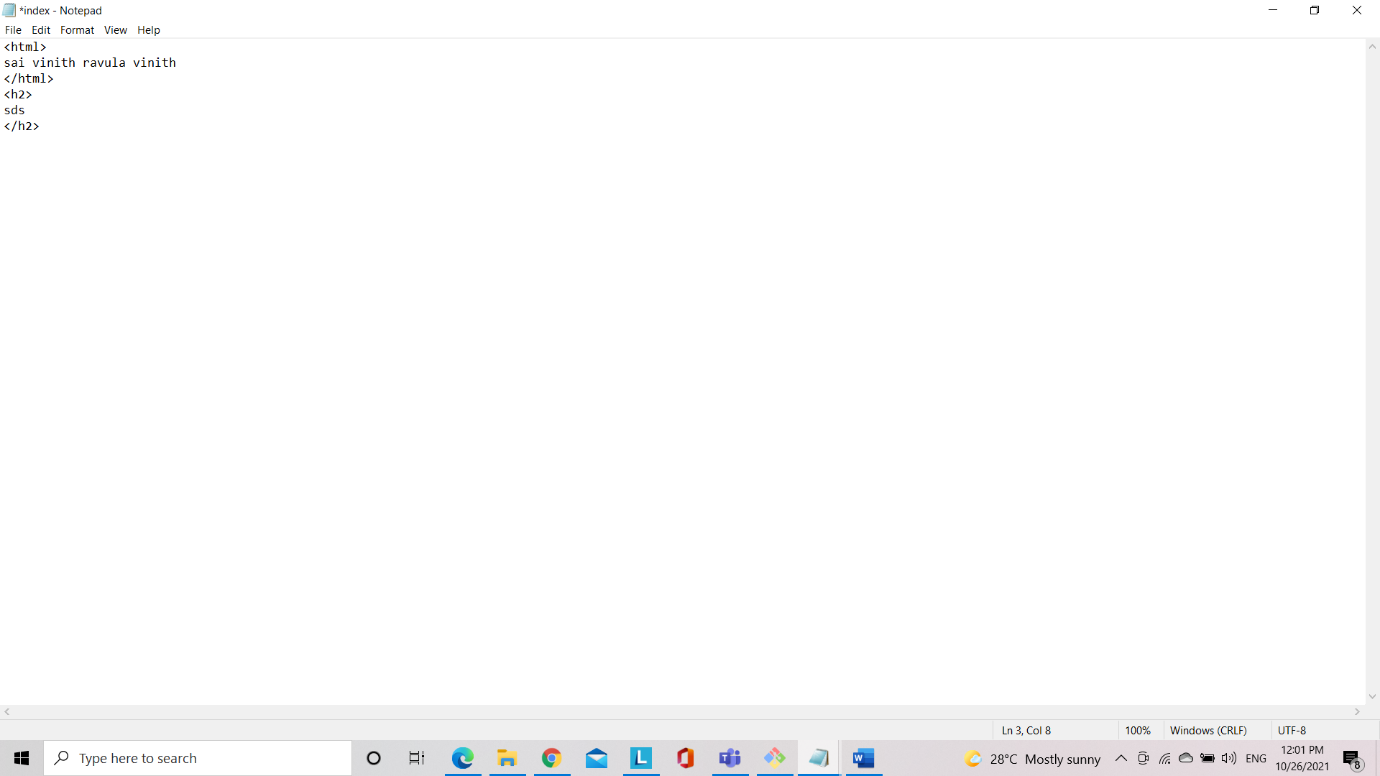 *index - Notepad
File Edit Format View Help
<html>
sai vinith ravula vinith
</html>
<h2>
sds
</h2>
Ln 3, Col 8 100% Windows (CRLF) UTF-8
Type here to search
28°C Mostly sunny
ENG
12:01 PM
10/26/2021
8